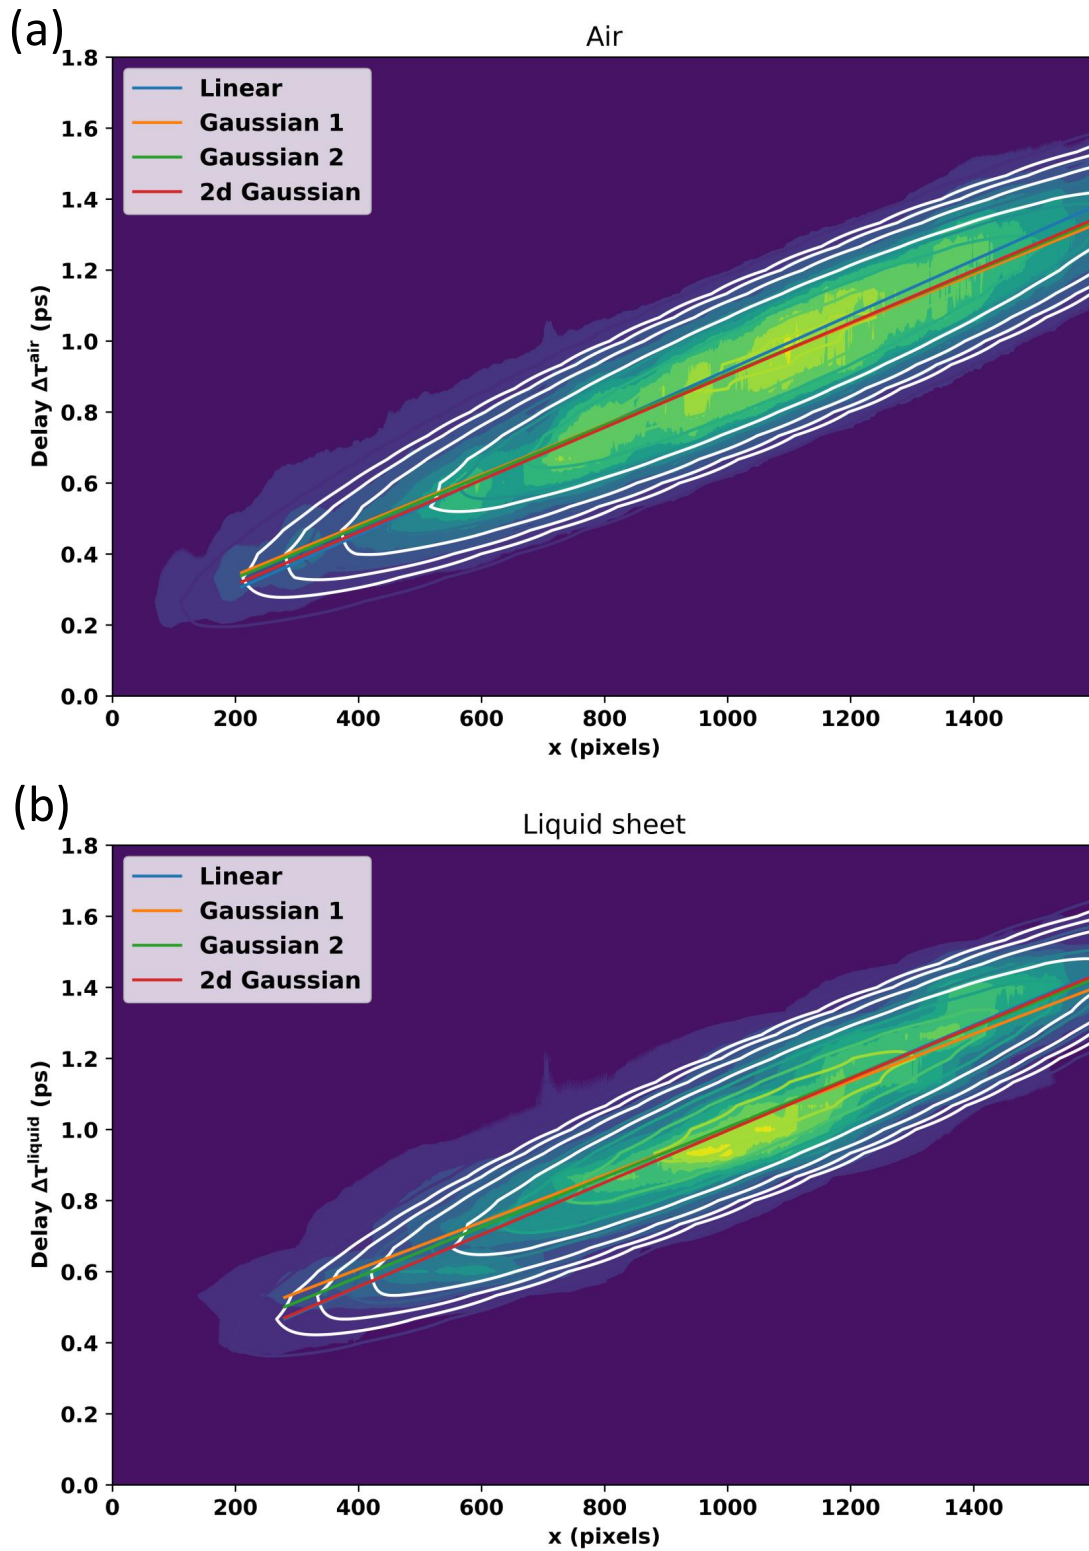 (a)
Air
Linear
Gaussian 1
Gaussian 2
2d Gaussian
1.8
1.6
1.4
1.2
1.0
0.8
0.6
0.4
0.2
0.0
Delay Δτ^air (ps)
0 200 400 600 800 1000 1200 1400
x (pixels)
(b)
Liquid sheet
Linear
Gaussian 1
Gaussian 2
2d Gaussian
1.8
1.6
1.4
1.2
1.0
0.8
0.6
0.4
0.2
0.0
Delay Δτ^liquid (ps)
0 200 400 600 800 1000 1200 1400
x (pixels)